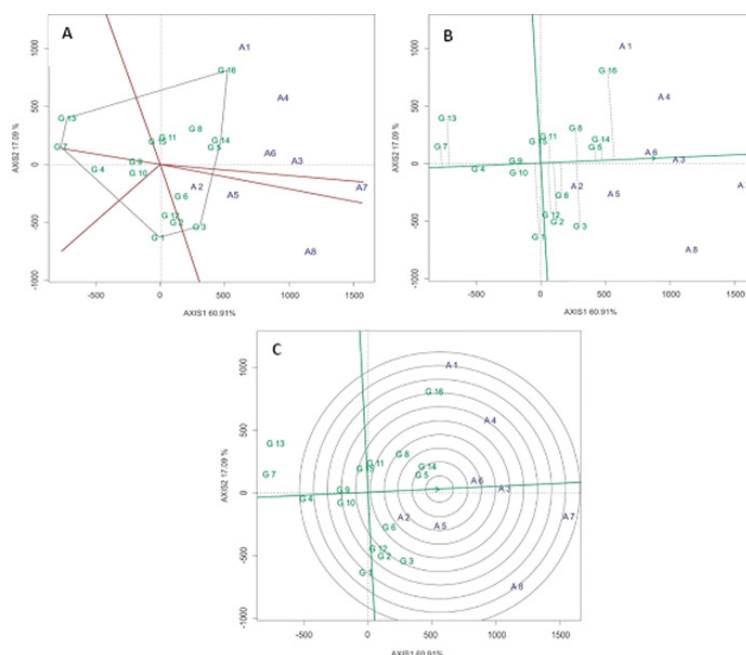 A
A1
G 16
A4
G 13
G 8
G 11
G 15
G 14
G 5
G 7
A6
G 9
A3
G 4
G 10
A2
A7
A5
G 6
G 12
G 2
G 3
G 1
A8
1000
500
0
-500
-1000
AXIS2 17.09 %
-500 0 500 1000 1500
AXIS1 60.91%
B
A1
G 16
A4
G 13
G 8
G 11
G 15
G 14
G 5
G 7
A6
G 9
A3
G 4
G 10
A2
A5
G 6
G 12
G 2
G 3
G 1
A8
1000
500
0
-500
-1000
AXIS2 17.09 %
-500 0 500 1000 1500
AXIS1 60.91%
C
A1
G 16
A4
G 13
G 8
G 11
G 14
G 7
G 5
A6
G 9
A3
G 4
G 10
A2
A7
G 6
A5
G 12
G 2
G 3
G 1
A8
1000
500
0
-500
-1000
AXIS2 17.09 %
-500 0 500 1000 1500
AXIS1 60.91%